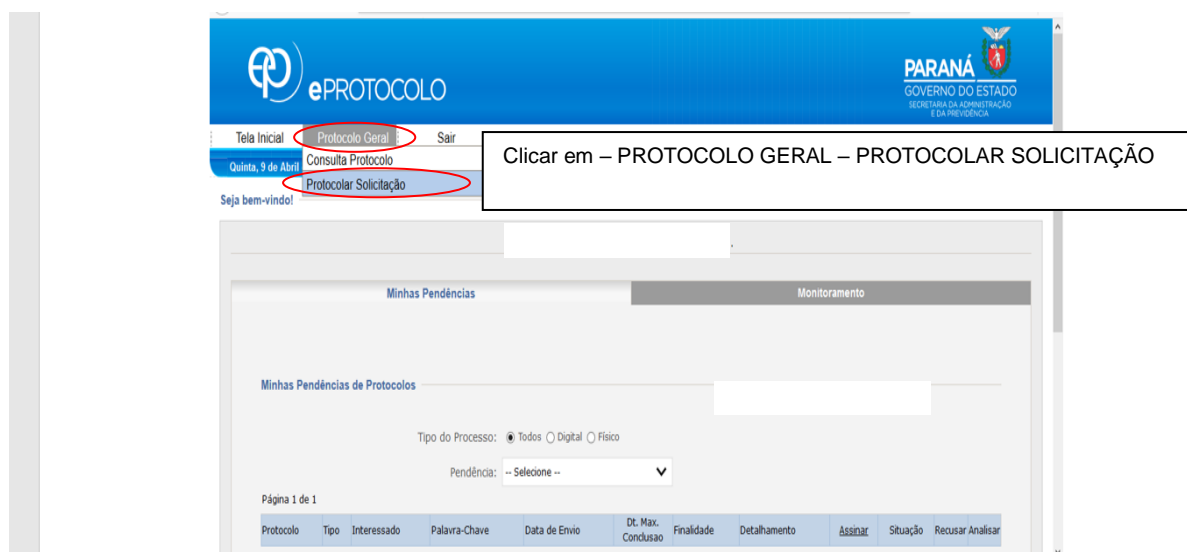 eP ePROTOCOLO
PARANÁ
GOVERNO DO ESTADO
SECRETARIA DA ADMINISTRAÇÃO
E DA PREVIDÊNCIA
Tela Inicial Protocolo Geral Sair
Quinta, 9 de Abril
Consulta Protocolo
Protocolar Solicitação
Clicar em – PROTOCOLO GERAL – PROTOCOLAR SOLICITAÇÃO
Seja bem-vindo!
Minhas Pendências Monitoramento
Minhas Pendências de Protocolos
Tipo do Processo: Todos Digital Físico
Pendência: -- Selecione --
Página 1 de 1
Protocolo Tipo Interessado Palavra-Chave Data de Envio Dt. Max. Conclusao Finalidade Detalhamento Assinar Situação Recusar Analisar